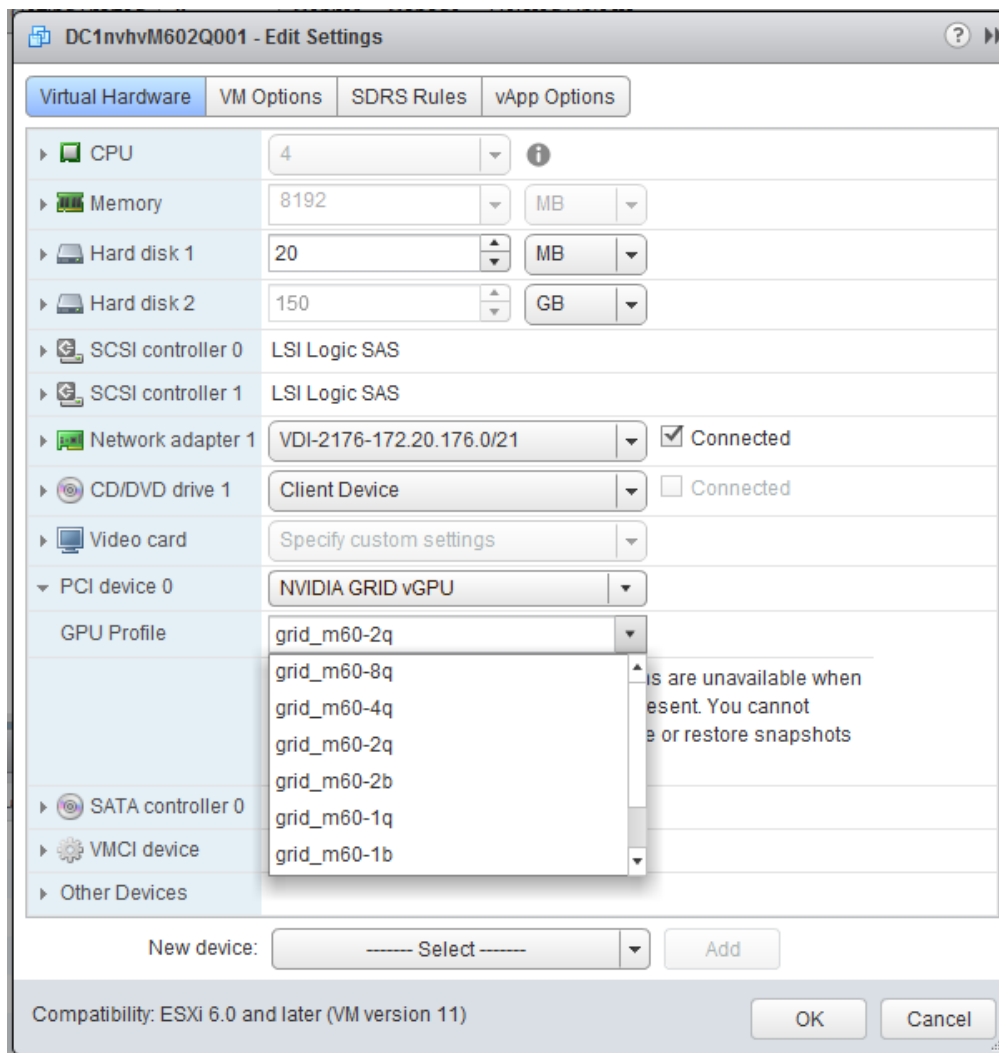 DC1nvhvM602Q001 - Edit Settings
?
Virtual Hardware VM Options SDRS Rules vApp Options
CPU 4
Memory 8192 MB
Hard disk 1 20 MB
Hard disk 2 150 GB
SCSI controller 0 LSI Logic SAS
SCSI controller 1 LSI Logic SAS
Network adapter 1 VDI-2176-172.20.176.0/21 Connected
CD/DVD drive 1 Client Device Connected
Video card Specify custom settings
PCI device 0 NVIDIA GRID vGPU
GPU Profile grid_m60-2q
grid_m60-8q
are unavailable when
grid_m60-4q
You cannot
grid_m60-2q
or restore snapshots
grid_m60-2b
SATA controller 0
grid_m60-1q
VMCI device
grid_m60-1b
Other Devices
New device: ------- Select ------- Add
Compatibility: ESXi 6.0 and later (VM version 11) OK Cancel